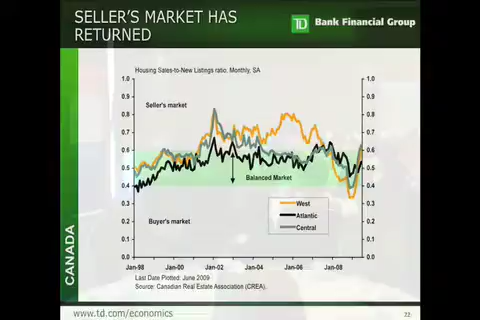 SELLER'S MARKET HAS
RETURNED
TD Bank Financial Group
Housing Sales-to-New Listings ratio, Monthly, SA
1.0 1.0
0.9 0.9
Seller's market
0.8 0.8
0.7 0.7
0.6 0.6
0.5 0.5
Balanced Market
0.4 0.4
0.3 0.3
West
Atlantic
Central
Buyer's market
0.2 0.2
0.1 0.1
0.0 0.0
Jan-98 Jan-00 Jan-02 Jan-04 Jan-06 Jan-08
Last Date Plotted: June 2009
Source: Canadian Real Estate Association (CREA).
CANADA
www.td.com/economics
22